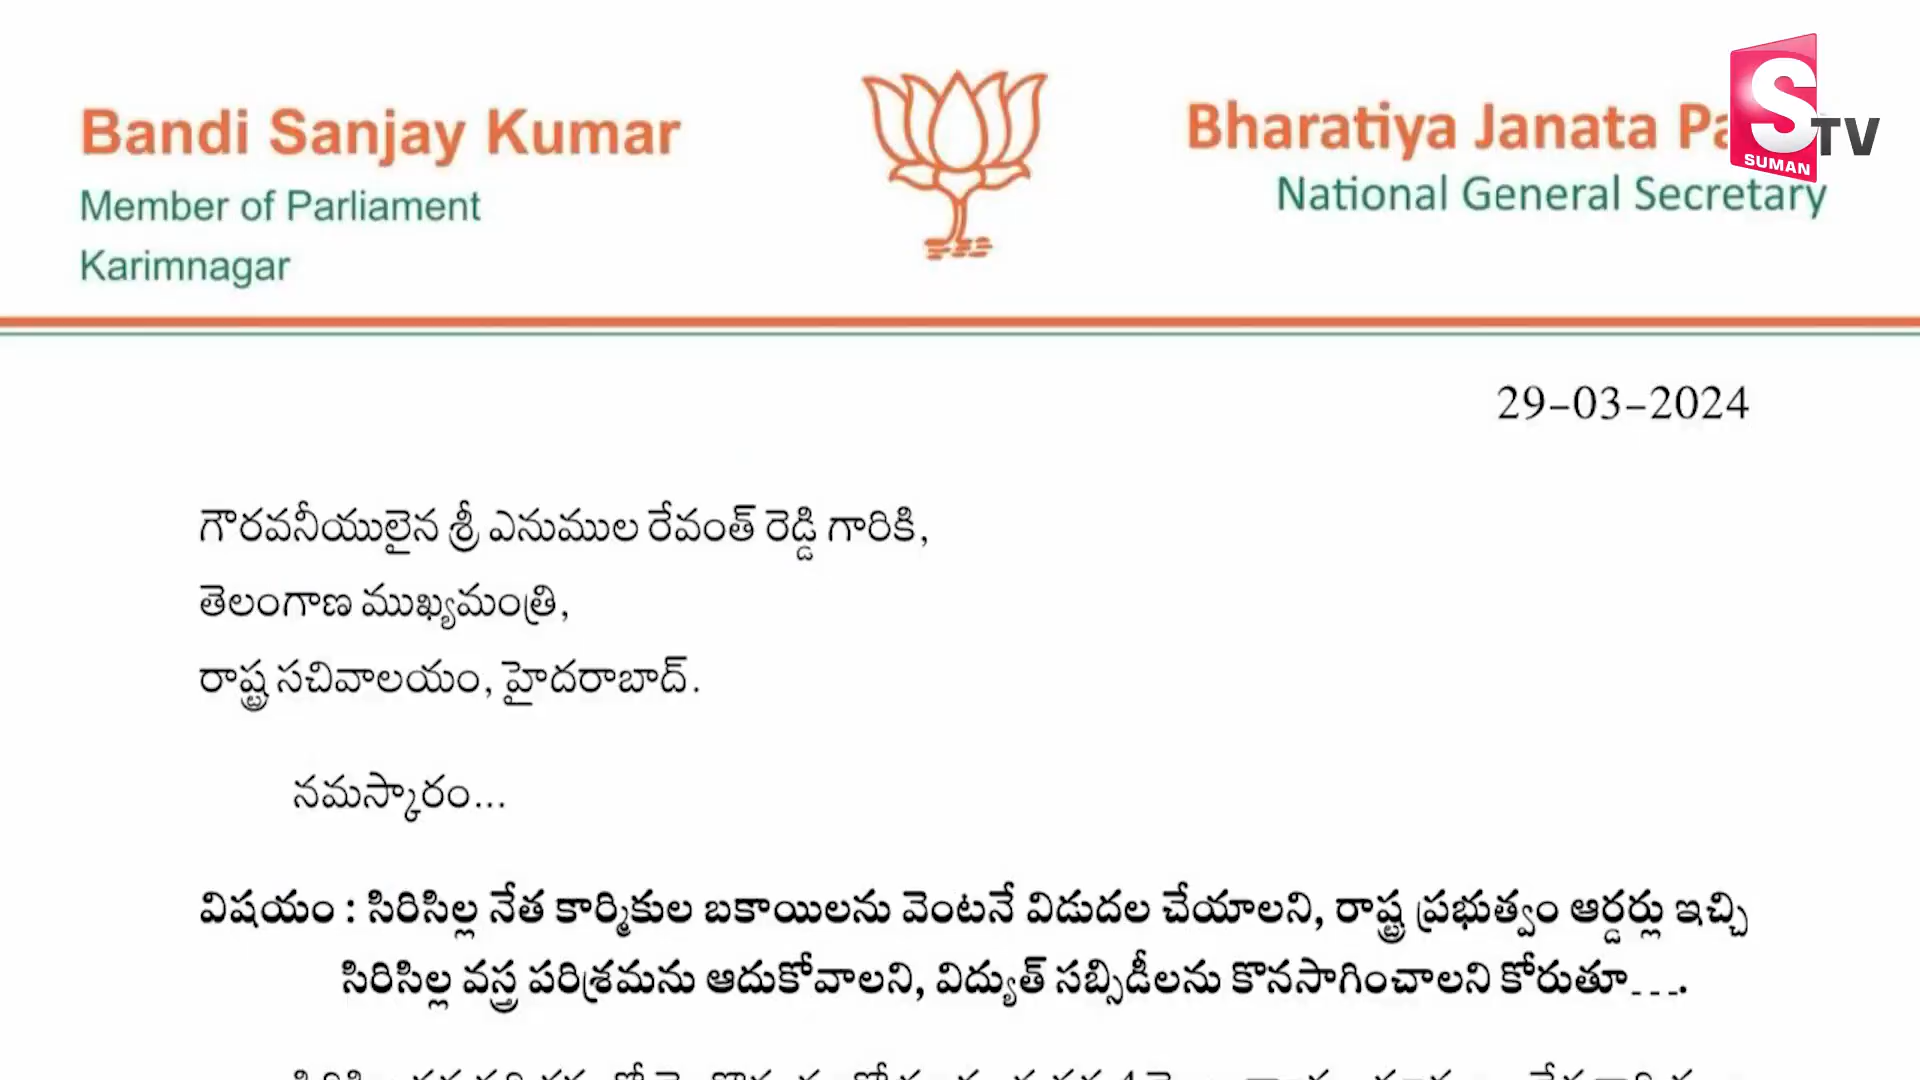 Bandi Sanjay Kumar
Member of Parliament
Karimnagar
Bharatiya Janata
National General Secretary
S TV
SUMAN
29-03-2024
గౌరవనీయులైన శ్రీ ఎనుముల రేవంత్ రెడ్డి గారికి,
తెలంగాణ ముఖ్యమంత్రి,
రాష్ట్ర సచివాలయం, హైదరాబాద్.
నమస్కారం...
విషయం : సిరిసిల్ల నేత కార్మికుల బకాయిలను వెంటనే విడుదల చేయాలని, రాష్ట్ర ప్రభుత్వం ఆర్డర్లు ఇచ్చి
సిరిసిల్ల వస్త్ర పరిశ్రమను ఆదుకోవాలని, విద్యుత్ సబ్సిడీలను కొనసాగించాలని కోరుతూ....